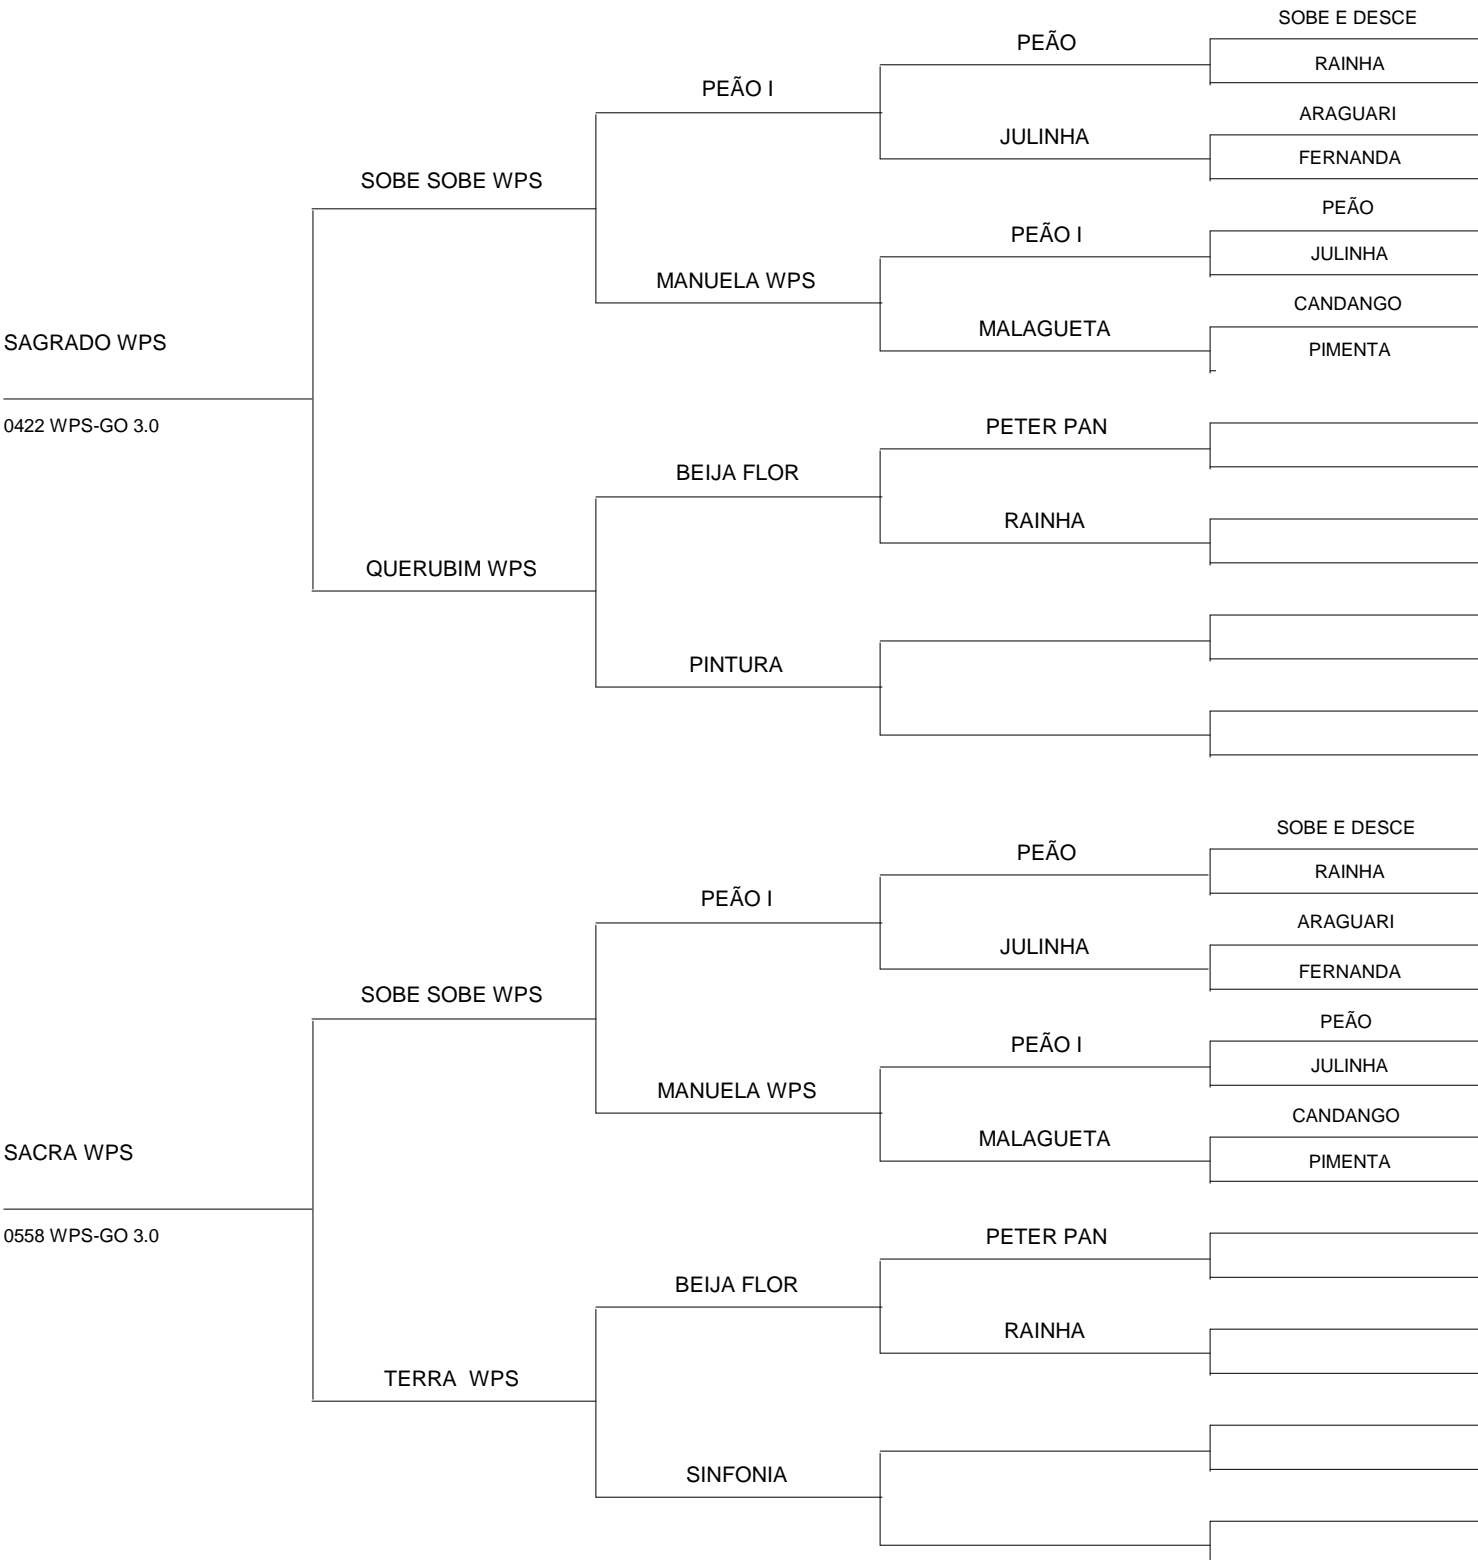 SOBE E DESCE
PEÃO
RAINHA
PEÃO I
ARAGUARI
JULINHA
FERNANDA
SOBE SOBE WPS
PEÃO
PEÃO I
JULINHA
MANUELA WPS
CANDANGO
MALAGUETA
SAGRADO WPS
PIMENTA
0422 WPS-GO 3.0
PETER PAN
BEIJA FLOR
RAINHA
QUERUBIM WPS
PINTURA
SOBE E DESCE
PEÃO
RAINHA
PEÃO I
ARAGUARI
JULINHA
FERNANDA
SOBE SOBE WPS
PEÃO
PEÃO I
JULINHA
MANUELA WPS
CANDANGO
MALAGUETA
SACRA WPS
PIMENTA
0558 WPS-GO 3.0
PETER PAN
BEIJA FLOR
RAINHA
TERRA  WPS
SINFONIA